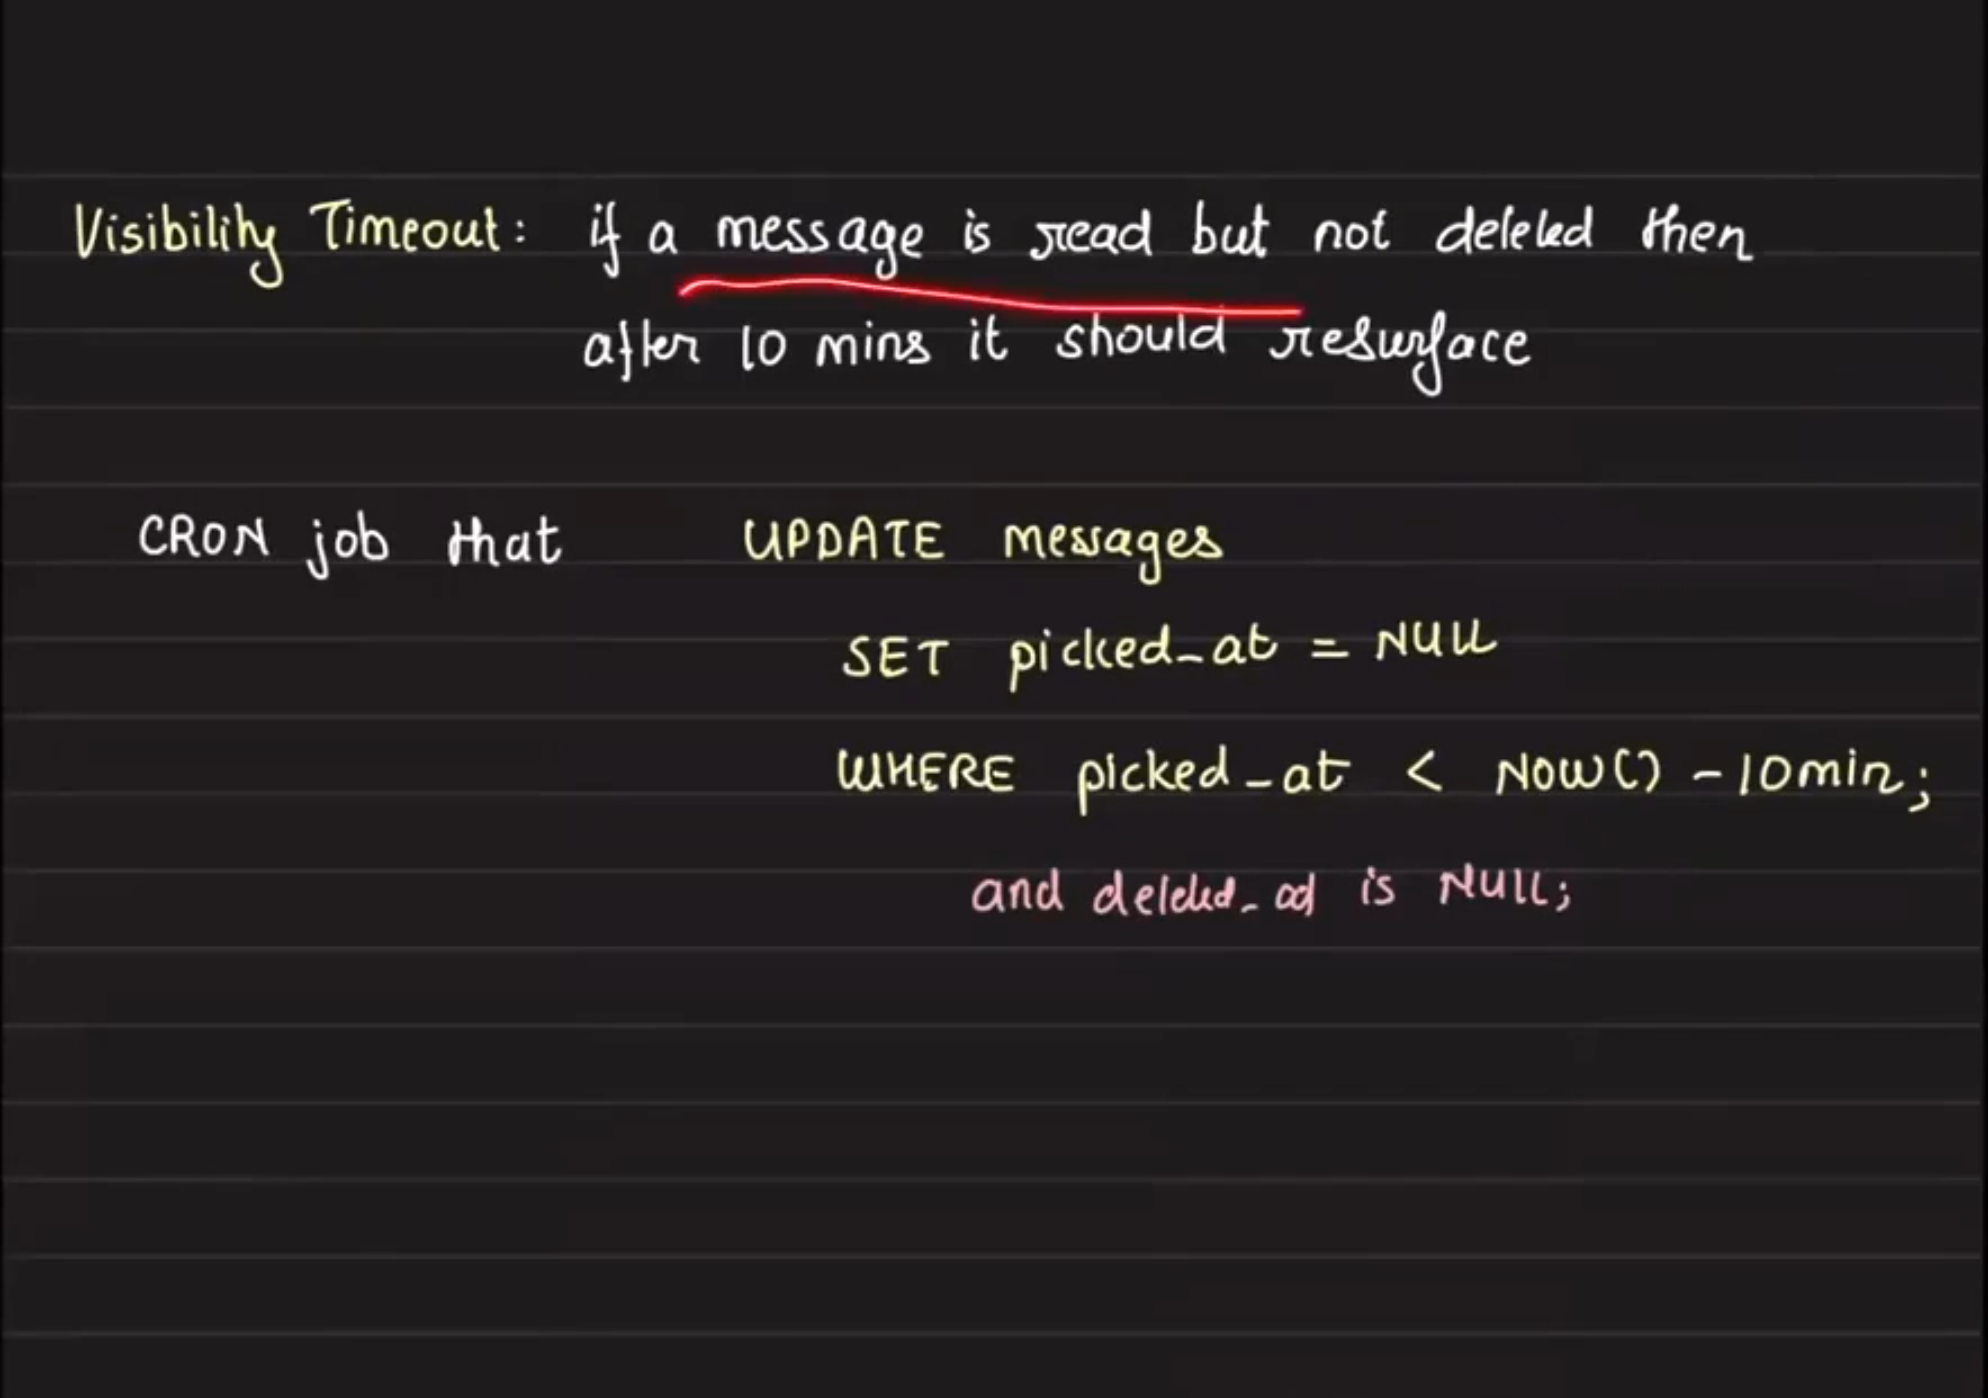 Visibility Timeout: if a message is read but not deleted then
after 10 mins it should resurface
CRON job that UPDATE messages
SET picked_at = NULL
WHERE picked_at < NOW() - 10min;
and deleted_at is NULL;